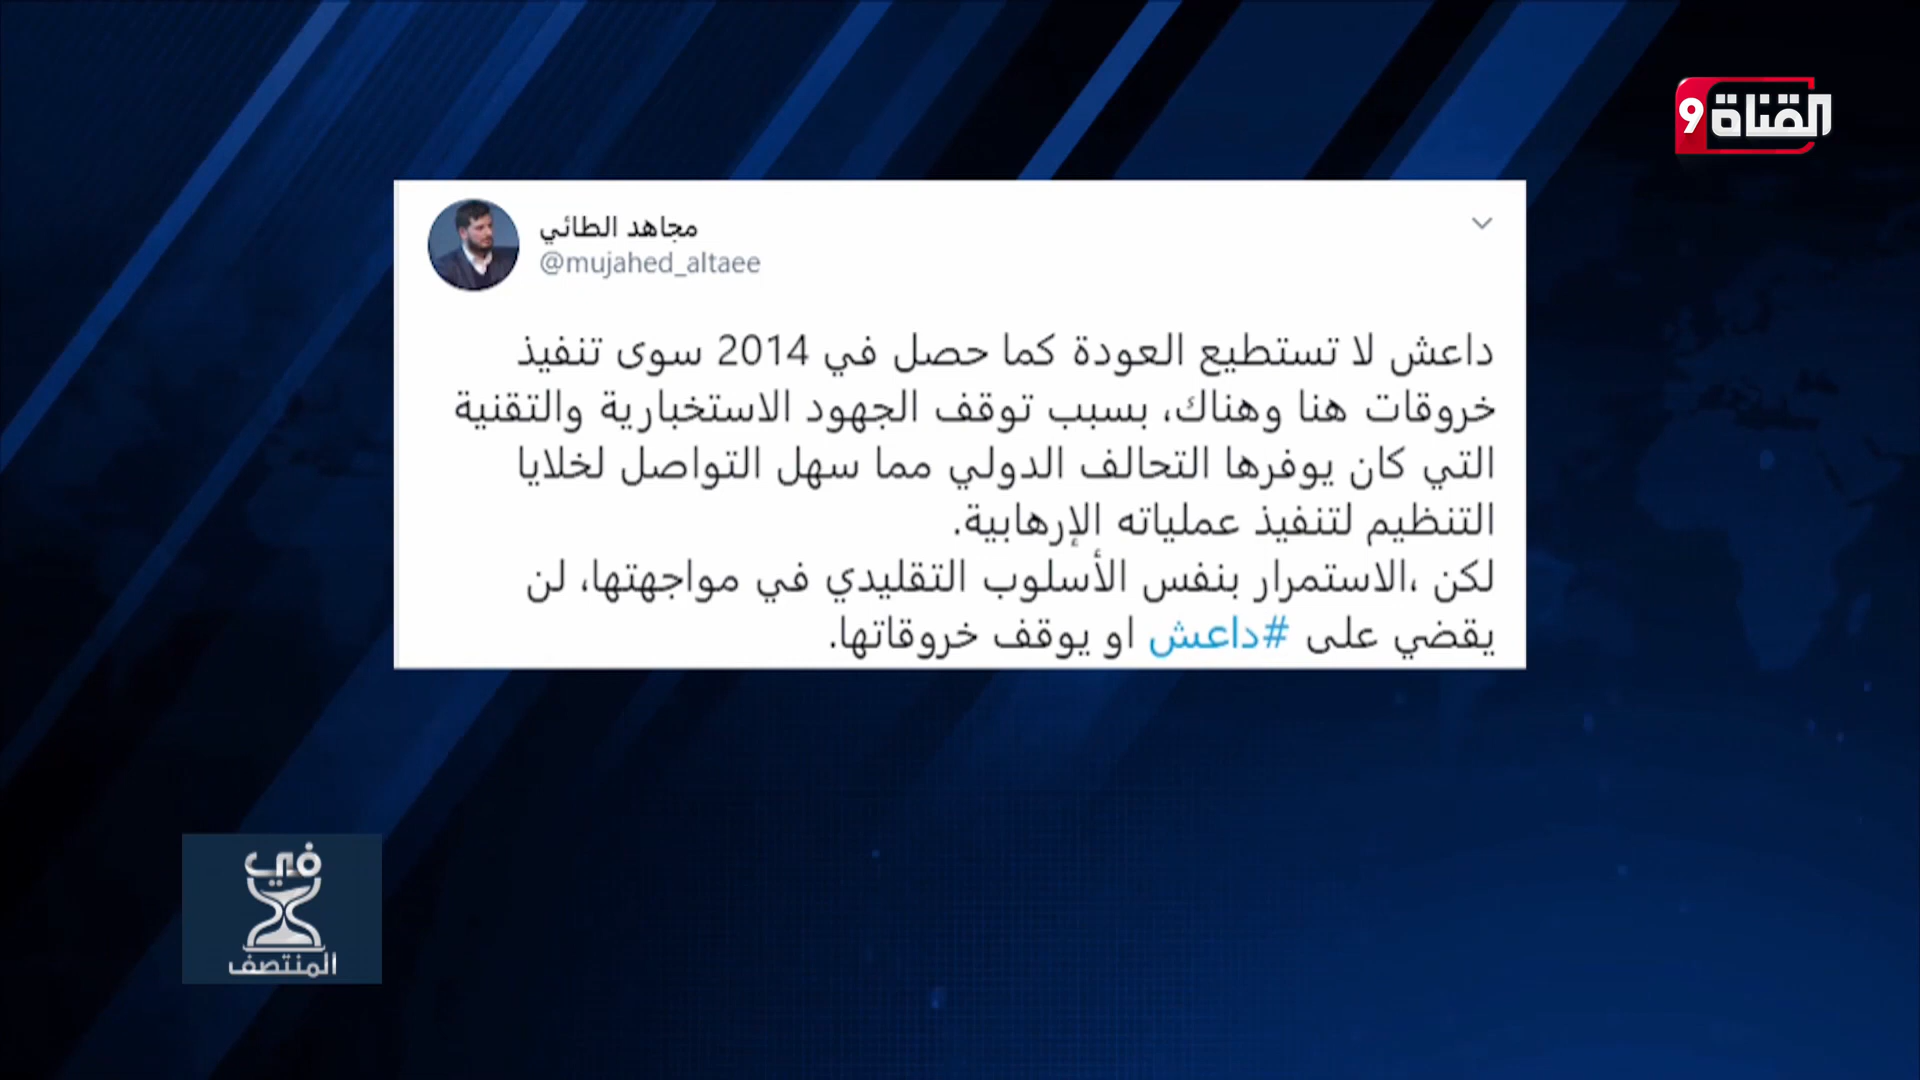 القناة 9
مجاهد الطائي
@mujahed_altaee
داعش لا تستطيع العودة كما حصل في 2014 سوى تنفيذ
خروقات هنا وهناك، بسبب توقف الجهود الاستخبارية والتقنية
التي كان يوفرها التحالف الدولي مما سهل التواصل لخلايا
التنظيم لتنفيذ عملياته الإرهابية.
لكن ،الاستمرار بنفس الأسلوب التقليدي في مواجهتها، لن
يقضي على #داعش او يوقف خروقاتها.
في
المنتصف